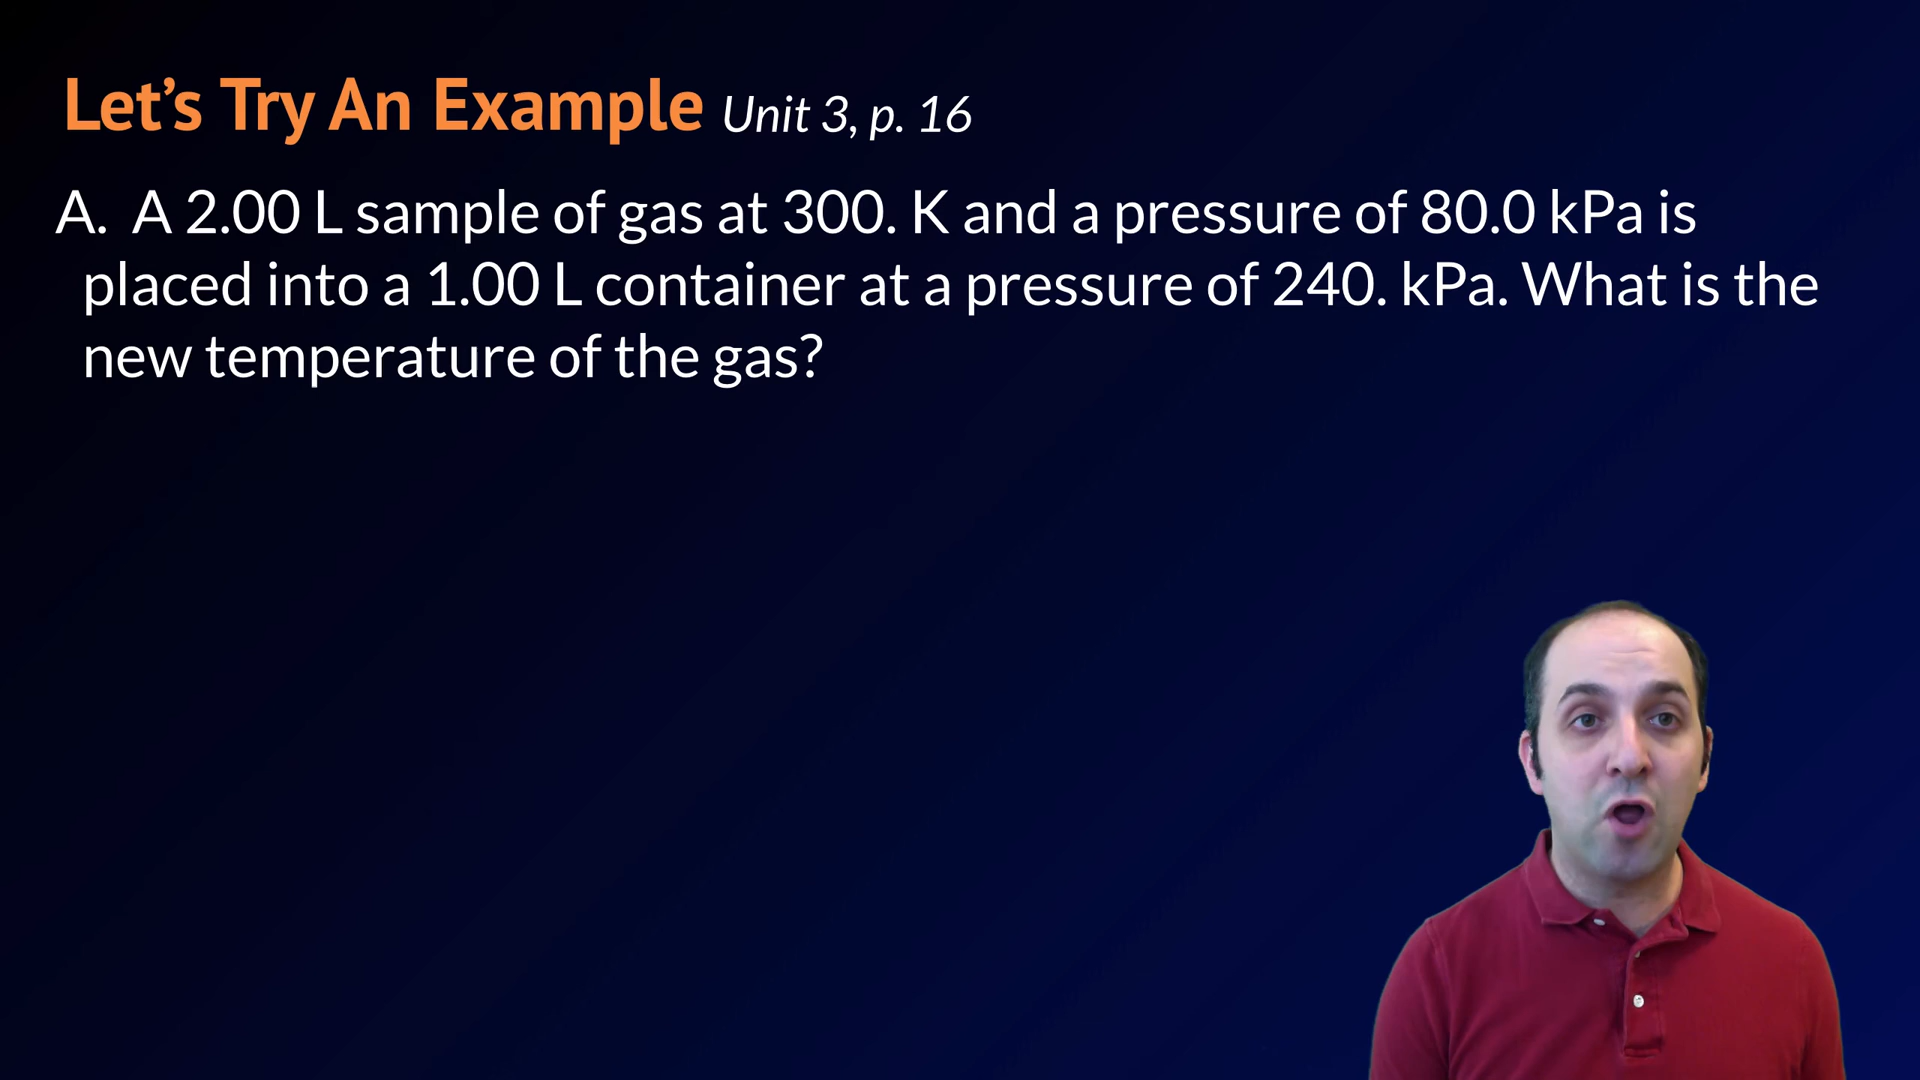 Let’s Try An Example Unit 3, p. 16
A. A 2.00 L sample of gas at 300. K and a pressure of 80.0 kPa is
placed into a 1.00 L container at a pressure of 240. kPa. What is the
new temperature of the gas?